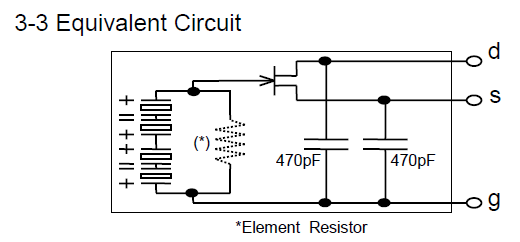 3-3 Equivalent Circuit
d
s
(*)
470pF
470pF
g
*Element Resistor